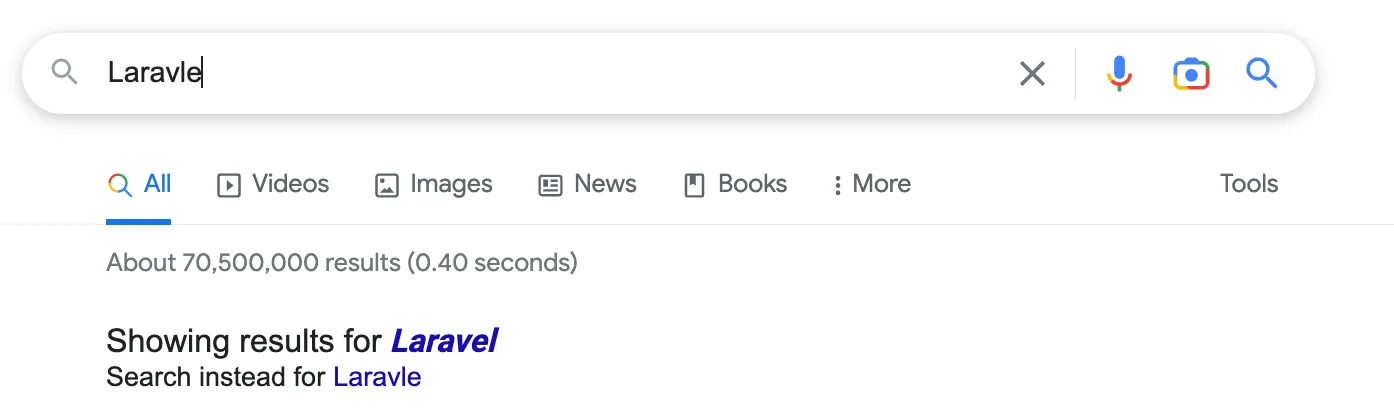 Laravle
All Videos Images News Books More Tools
About 70,500,000 results (0.40 seconds)
Showing results for Laravel
Search instead for Laravle